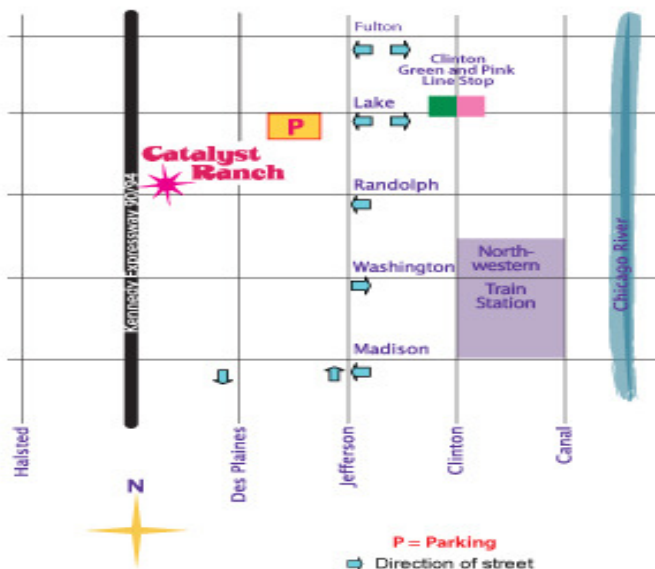 Fulton
Clinton
Green and Pink
Line Stop
Lake
P
Catalyst
Ranch
Randolph
Kennedy Expressway 90/94
North-
western
Train
Station
Washington
Chicago River
Madison
Halsted
Des Plaines
Jefferson
Clinton
Canal
N
P = Parking
Direction of street